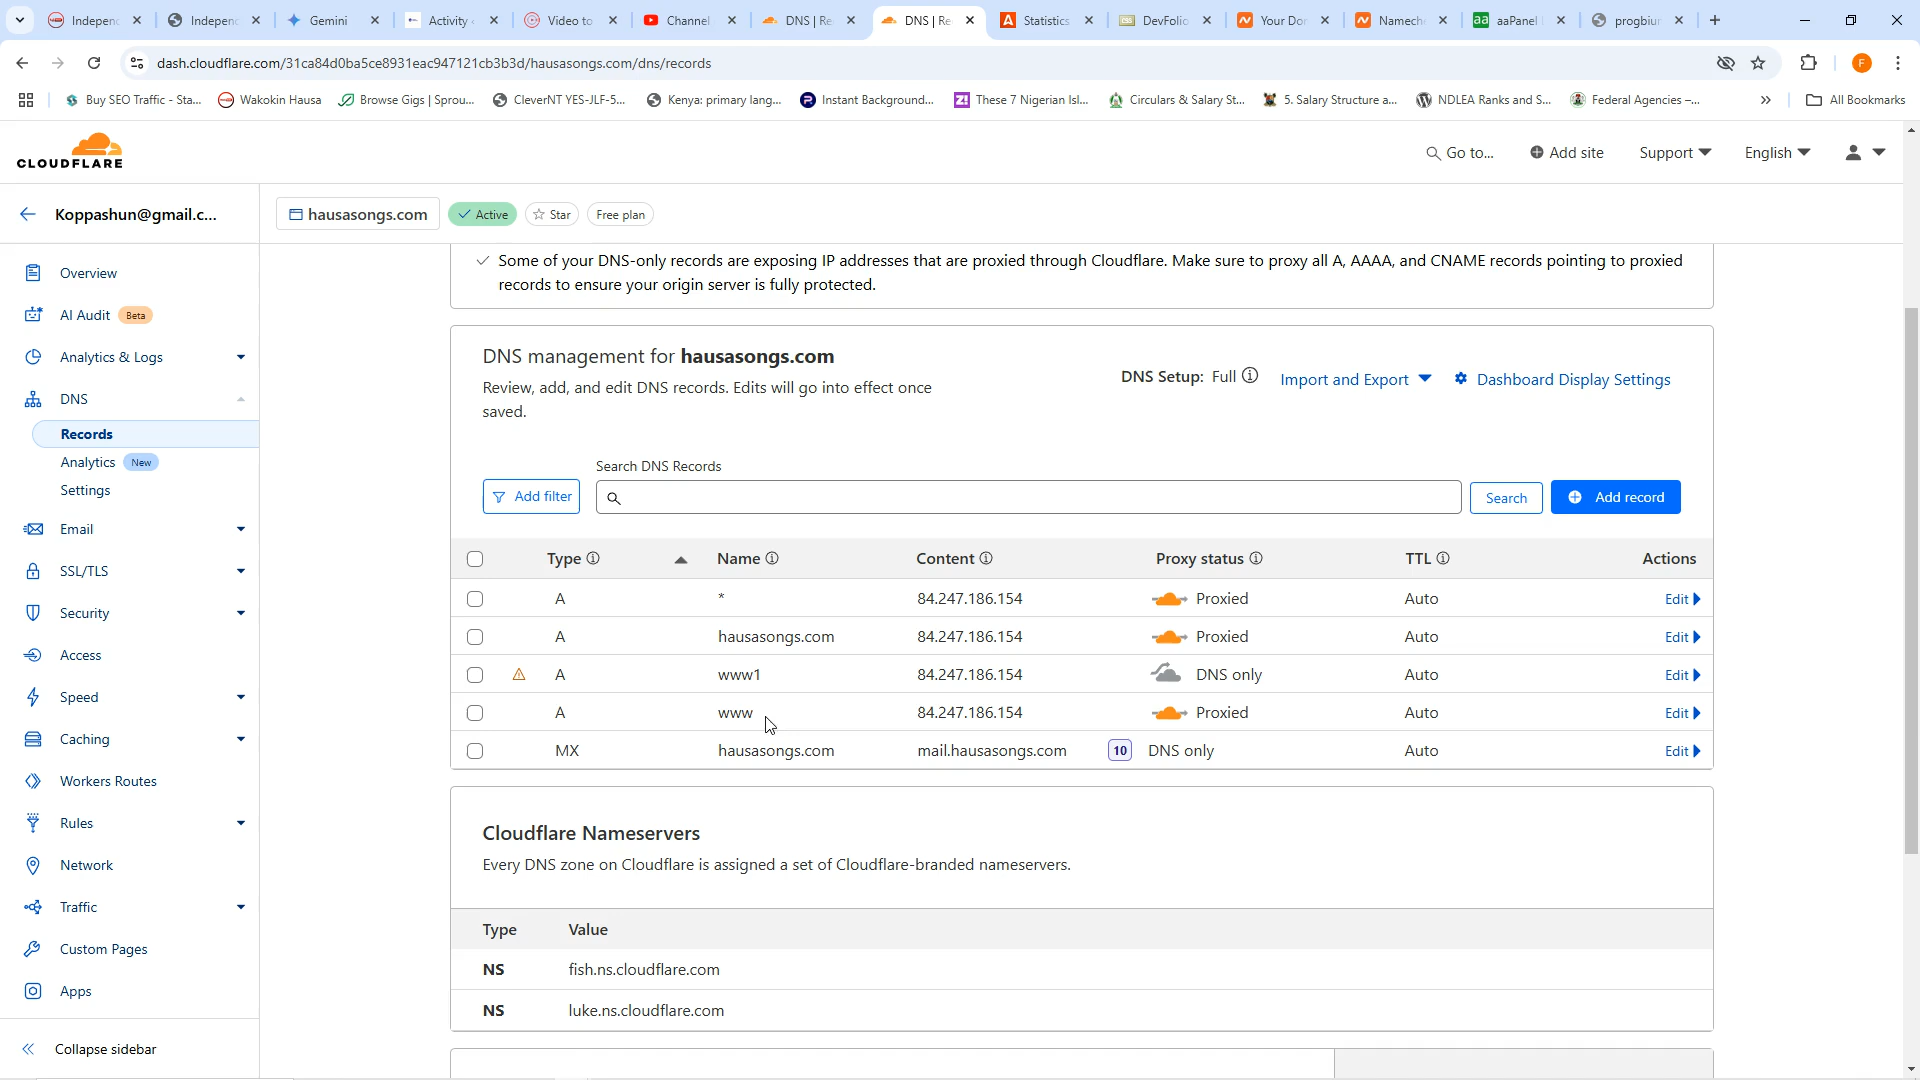 Indepen
Indepen
Gemini
Activity
Video to
Channel
DNS | Re
DNS | Re
Statistics
DevFolio
Your Dor
Namech
aaPanel
progbiur
dash.cloudflare.com/31ca84d0ba5ce8931eac947121cb3b3d/hausasongs.com/dns/records
F
Buy SEO Traffic - Sta...
Wakokin Hausa
Browse Gigs | Sprou...
CleverNT YES-JLF-5...
Kenya: primary lang...
Instant Background...
These 7 Nigerian Isl...
Circulars & Salary St...
5. Salary Structure a...
NDLEA Ranks and S...
Federal Agencies –...
All Bookmarks
CLOUDFLARE
Go to...
Add site
Support
English
Koppashun@gmail.c...
hausasongs.com
Active
Star
Free plan
Overview
AI Audit Beta
Analytics & Logs
DNS
Records
Analytics New
Settings
Email
SSL/TLS
Security
Access
Speed
Caching
Workers Routes
Rules
Network
Traffic
Custom Pages
Apps
Collapse sidebar
Some of your DNS-only records are exposing IP addresses that are proxied through Cloudflare. Make sure to proxy all A, AAAA, and CNAME records pointing to proxied
records to ensure your origin server is fully protected.
DNS management for hausasongs.com
Review, add, and edit DNS records. Edits will go into effect once
saved.
DNS Setup: Full
Import and Export
Dashboard Display Settings
Search DNS Records
Add filter
Search
Add record
Type Name Content Proxy status TTL Actions
A * 84.247.186.154 Proxied Auto Edit
A hausasongs.com 84.247.186.154 Proxied Auto Edit
A www1 84.247.186.154 DNS only Auto Edit
A www 84.247.186.154 Proxied Auto Edit
MX hausasongs.com mail.hausasongs.com 10 DNS only Auto Edit
Cloudflare Nameservers
Every DNS zone on Cloudflare is assigned a set of Cloudflare-branded nameservers.
Type Value
NS fish.ns.cloudflare.com
NS luke.ns.cloudflare.com